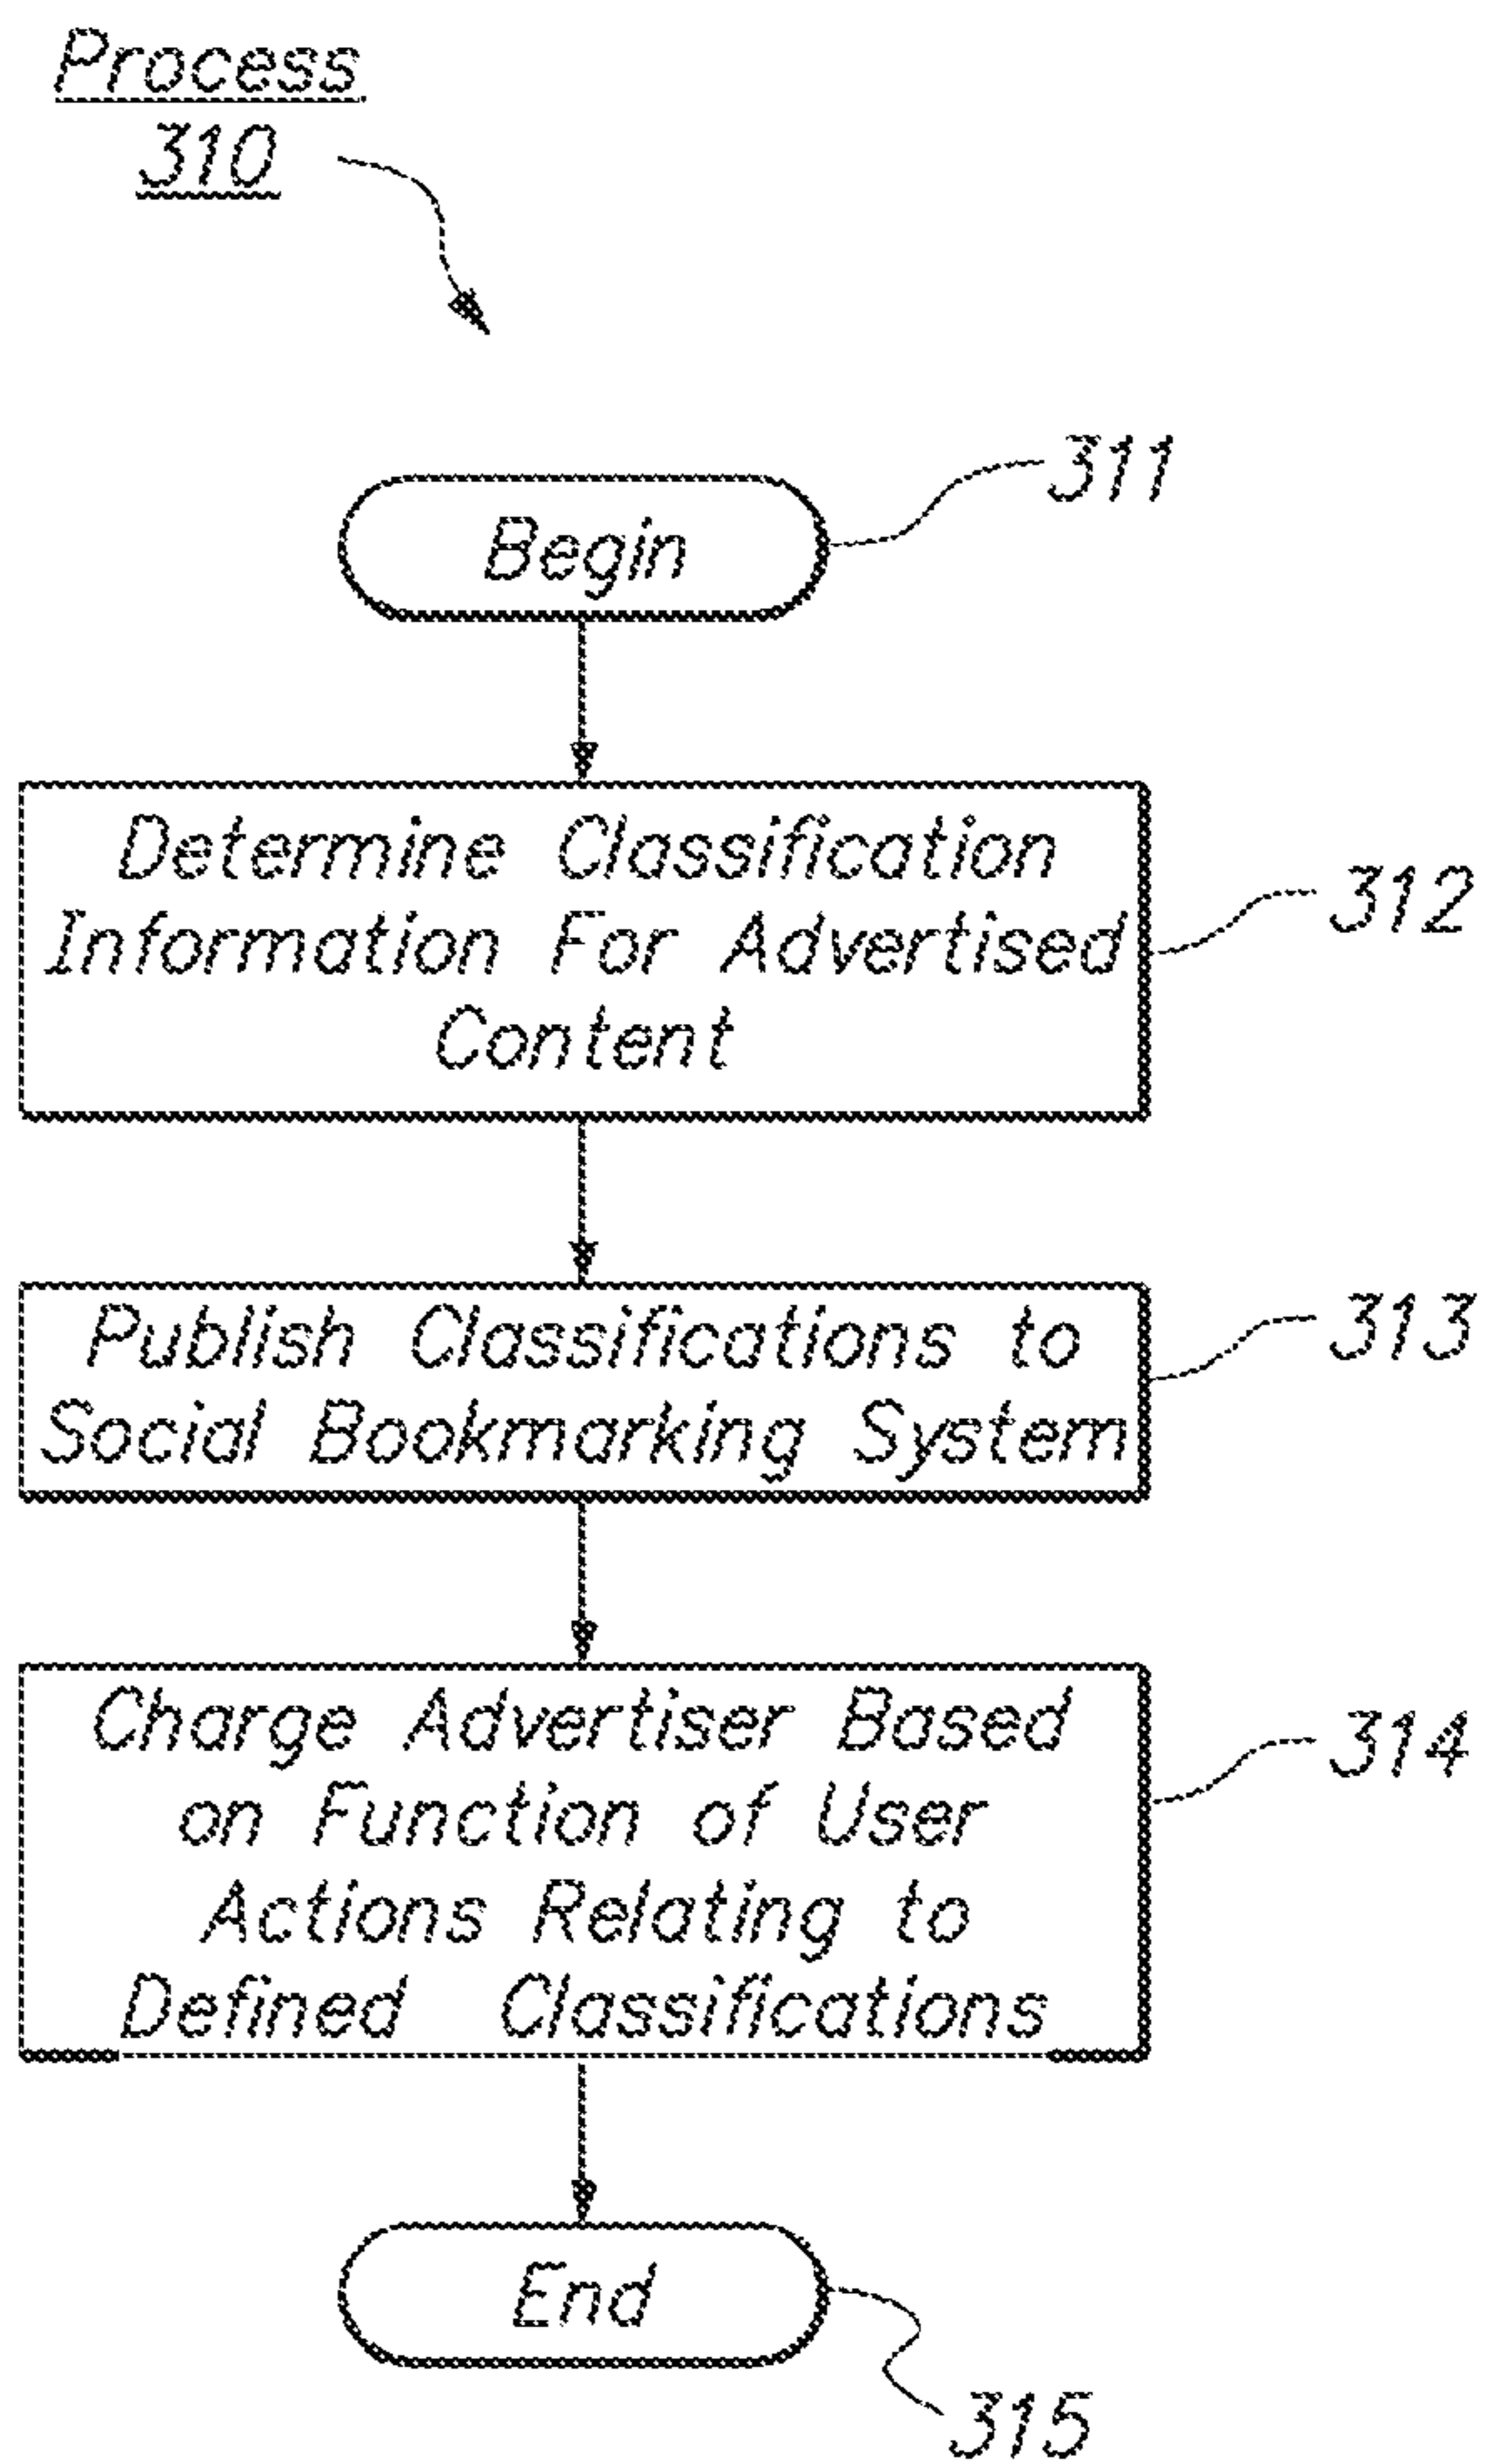 Process
310
311
Begin
Determine Classification
Information For Advertised
Content
312
Publish Classifications to
Social Bookmarking System
313
Charge Advertiser Based
on Function of User
Actions Relating to
Defined Classifications
314
End
315